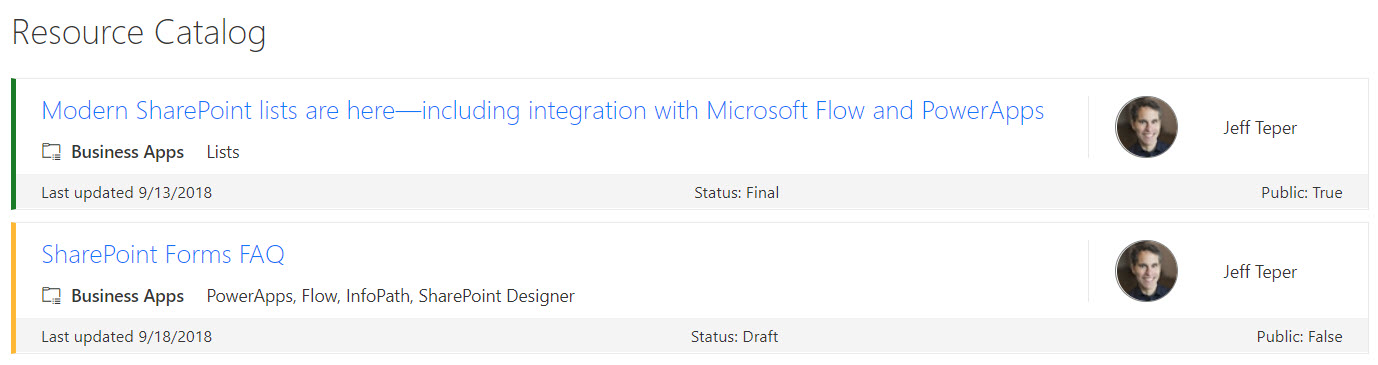 Resource Catalog
Modern SharePoint lists are here—including integration with Microsoft Flow and PowerApps
Jeff Teper
Business Apps Lists
Last updated 9/13/2018 Status: Final Public: True
SharePoint Forms FAQ
Jeff Teper
Business Apps PowerApps, Flow, InfoPath, SharePoint Designer
Last updated 9/18/2018 Status: Draft Public: False